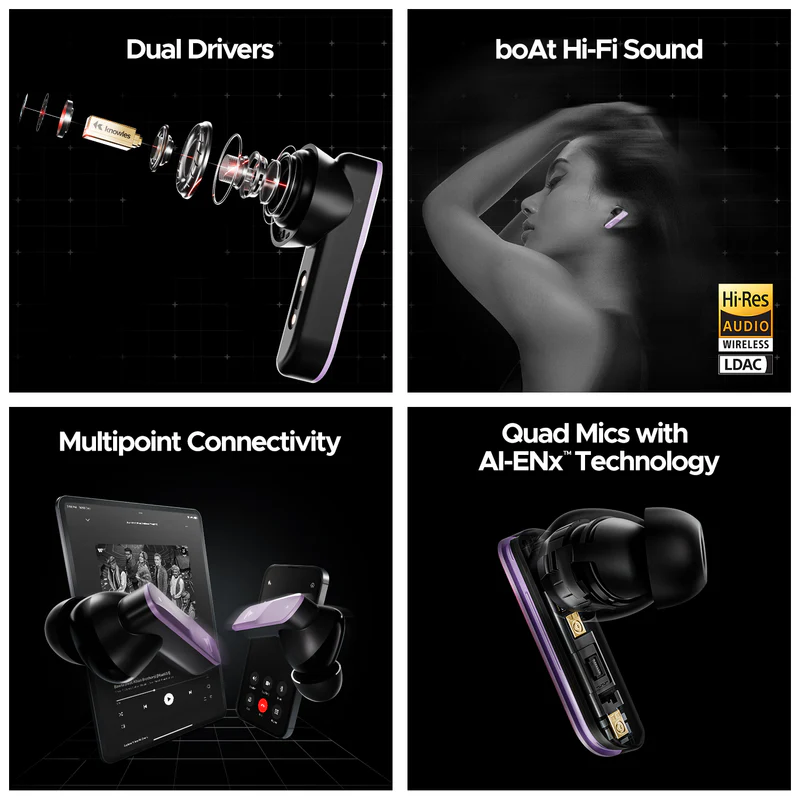 Dual Drivers
knowles
boAt Hi-Fi Sound
Hi-Res
AUDIO
WIRELESS
LDAC
Multipoint Connectivity
Quad Mics with
AI-ENx™ Technology